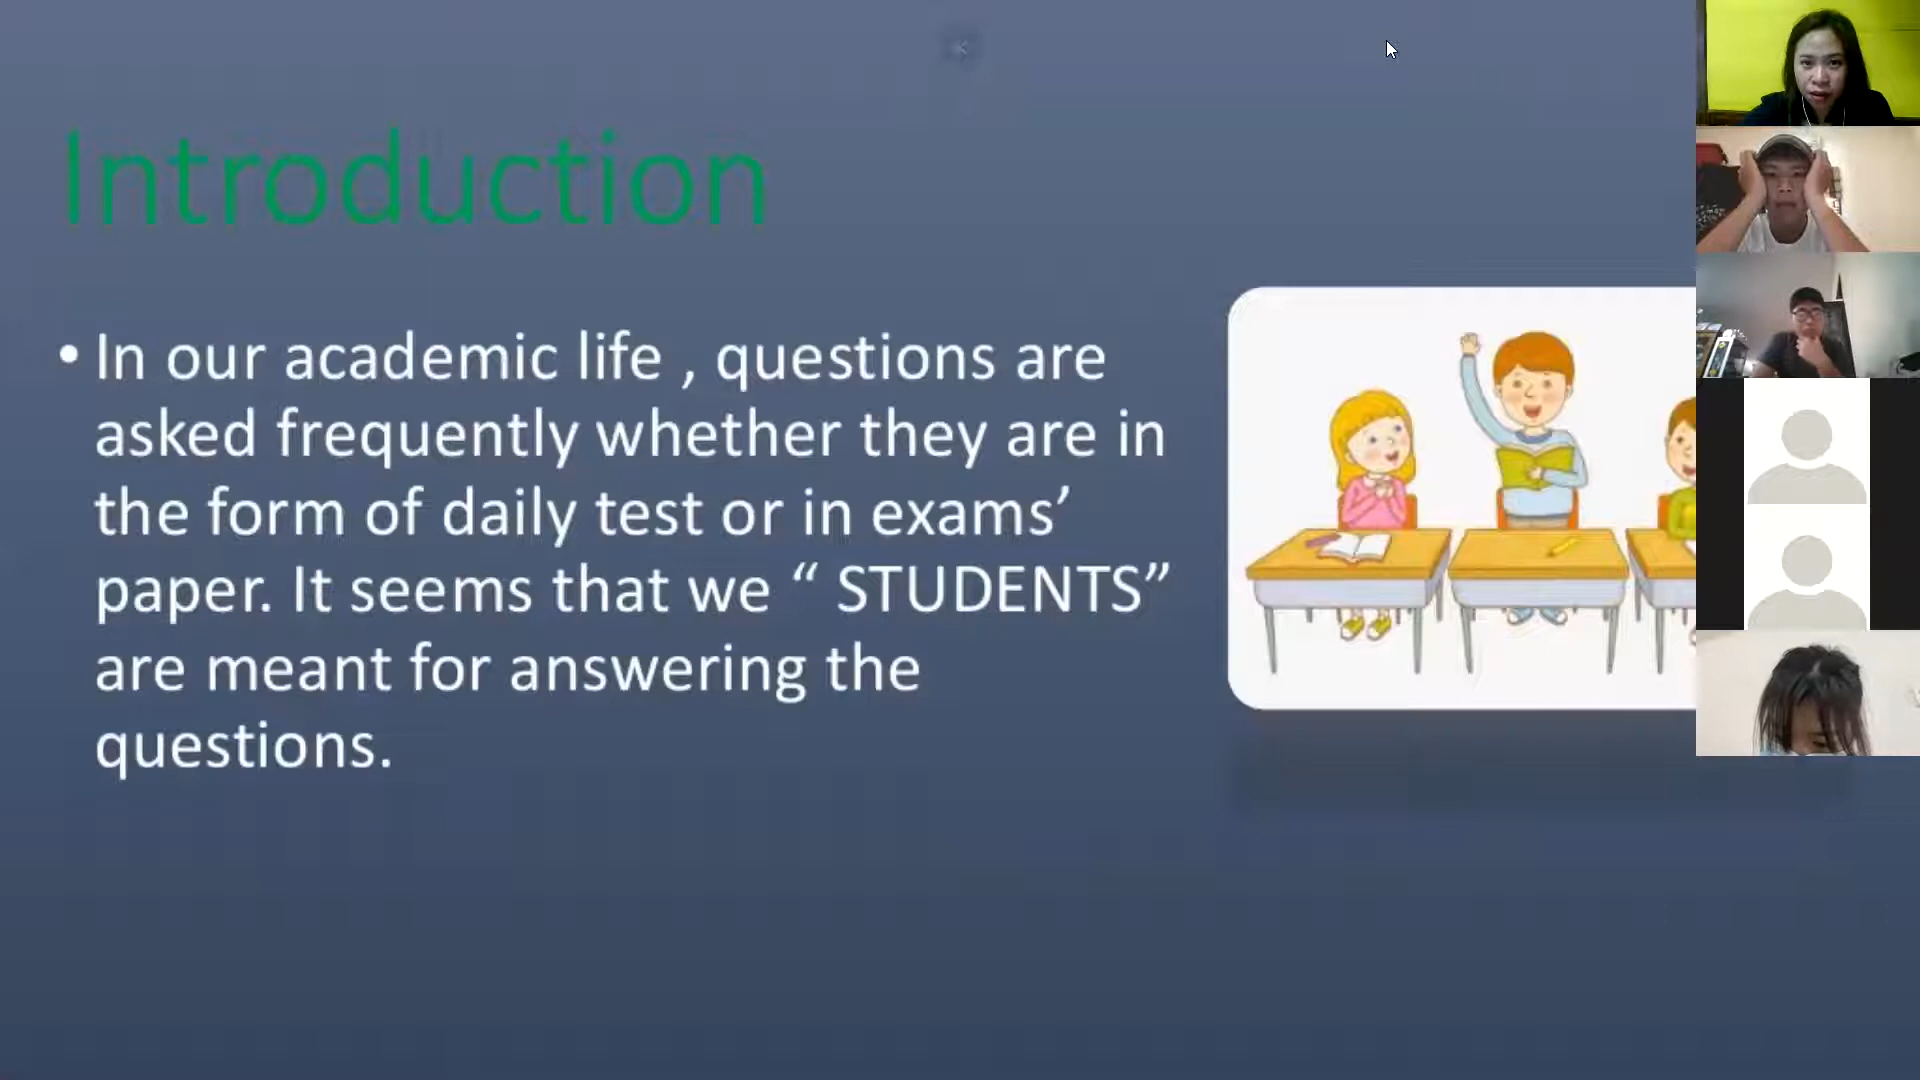 Introduction
• In our academic life , questions are
asked frequently whether they are in
the form of daily test or in exams’
paper. It seems that we “ STUDENTS”
are meant for answering the
questions.